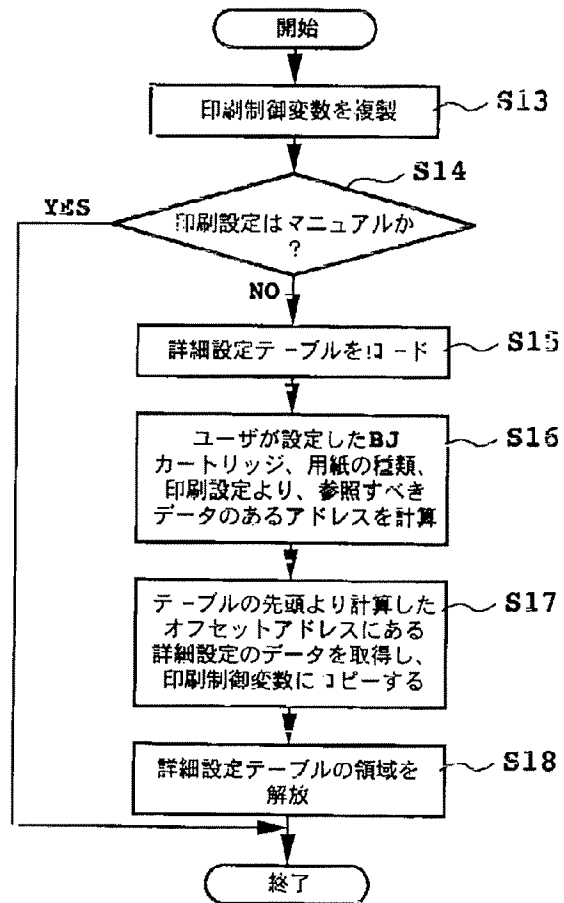 開始
印刷制御変数を複製
S13
S14
YES
印刷設定はマニュアルか
?
NO
詳細設定テーブルをロード
S15
ユーザが設定したBJ
カートリッジ、用紙の種類、
印刷設定より、参照すべき
データのあるアドレスを計算
S16
テーブルの先頭より計算した
オフセットアドレスにある
詳細設定のデータを取得し、
印刷制御変数にコピーする
S17
詳細設定テーブルの領域を
解放
S18
終了